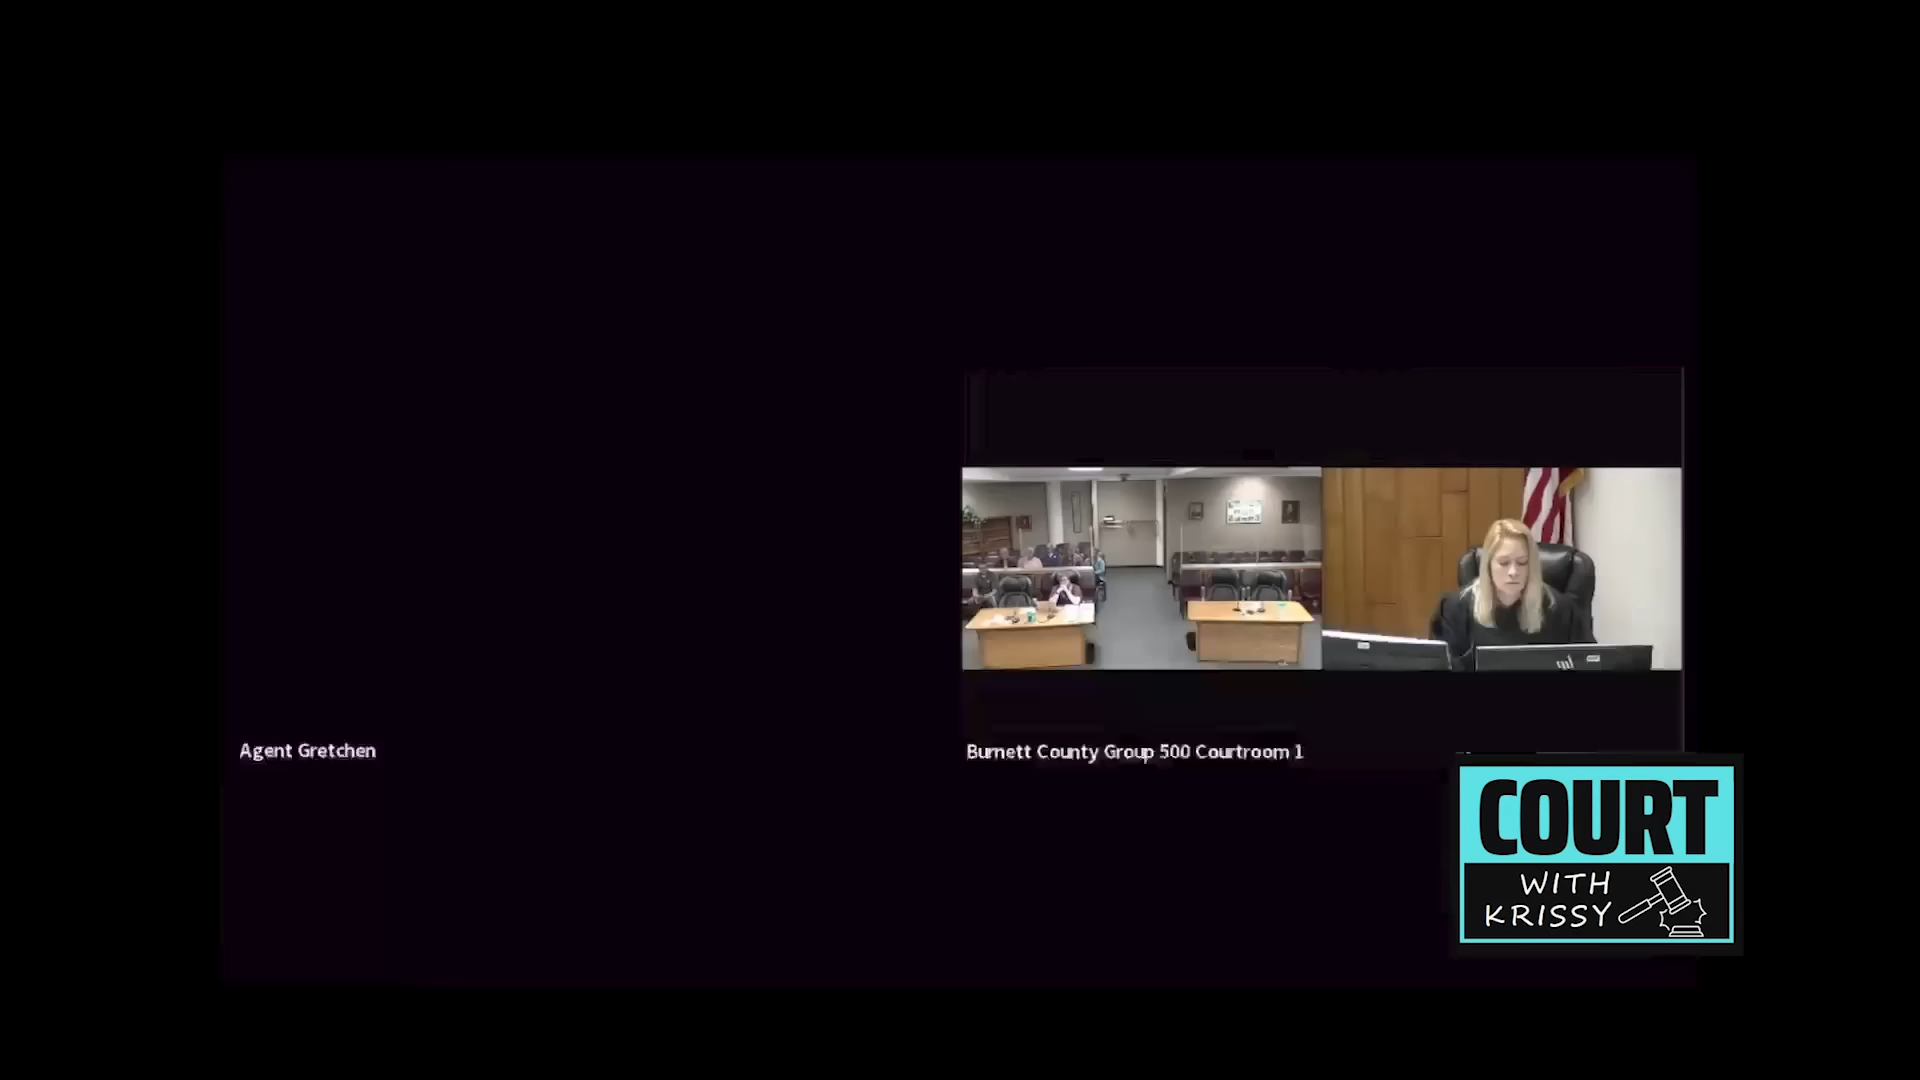 Agent Gretchen
Burnett County Group 500 Courtroom 1
COURT
WITH
KRISSY